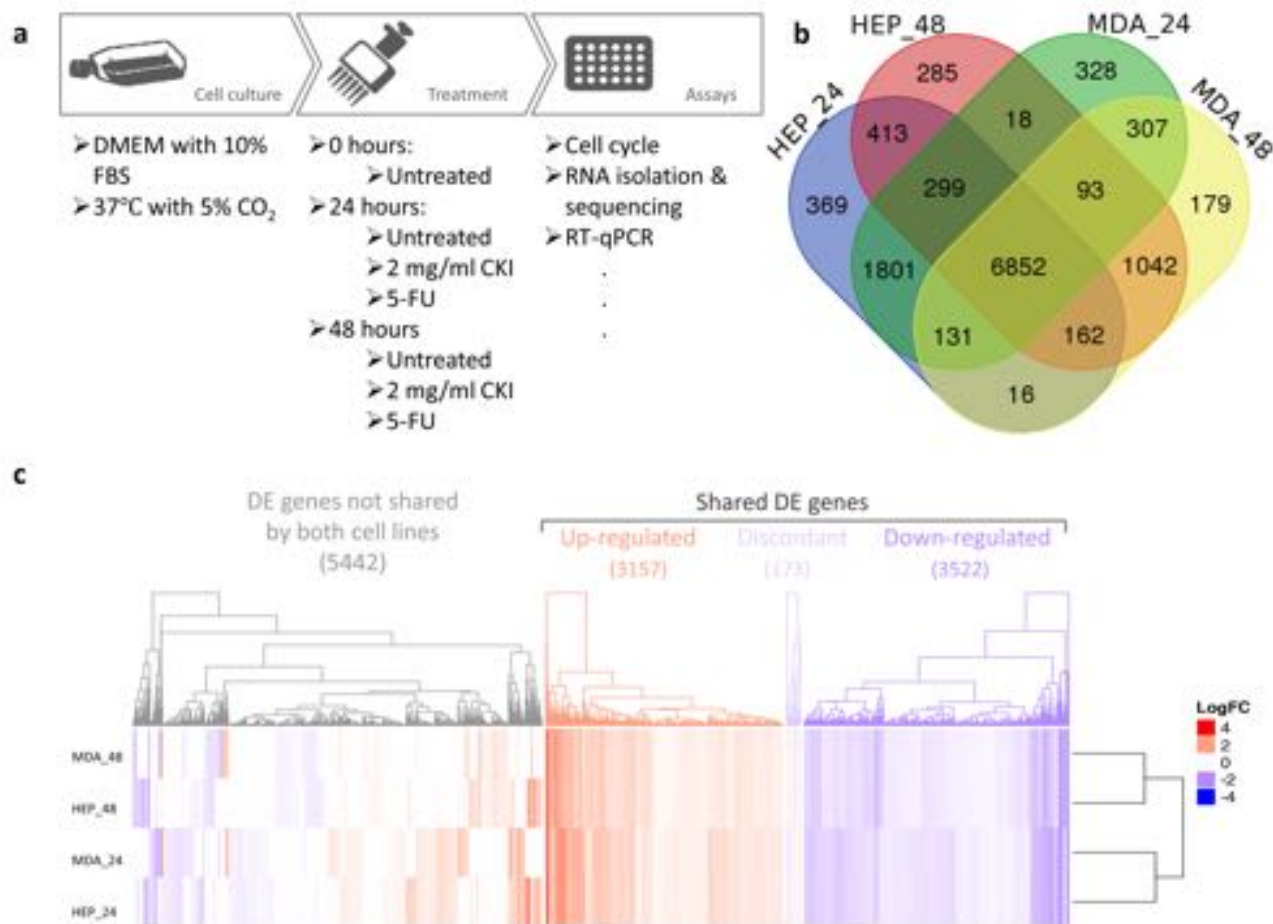 a
Cell culture
Treatment
Assays
➢DMEM with 10%
FBS
➢37°C with 5% CO₂
➢0 hours:
➢Untreated
➢24 hours:
➢Untreated
➢2 mg/ml CKI
➢5-FU
➢48 hours
➢Untreated
➢2 mg/ml CKI
➢5-FU
➢Cell cycle
➢RNA isolation &
sequencing
➢RT-qPCR
.
.
.
b
HEP_24
HEP_48
MDA_24
MDA_48
285
328
413
18
307
369
299
93
179
1801
6852
1042
131
162
16
c
DE genes not shared
by both cell lines
(5442)
Shared DE genes
Up-regulated
(3157)
Discordant
(173)
Down-regulated
(3522)
MDA_48
HEP_48
MDA_24
HEP_24
LogFC
4
2
0
-2
-4